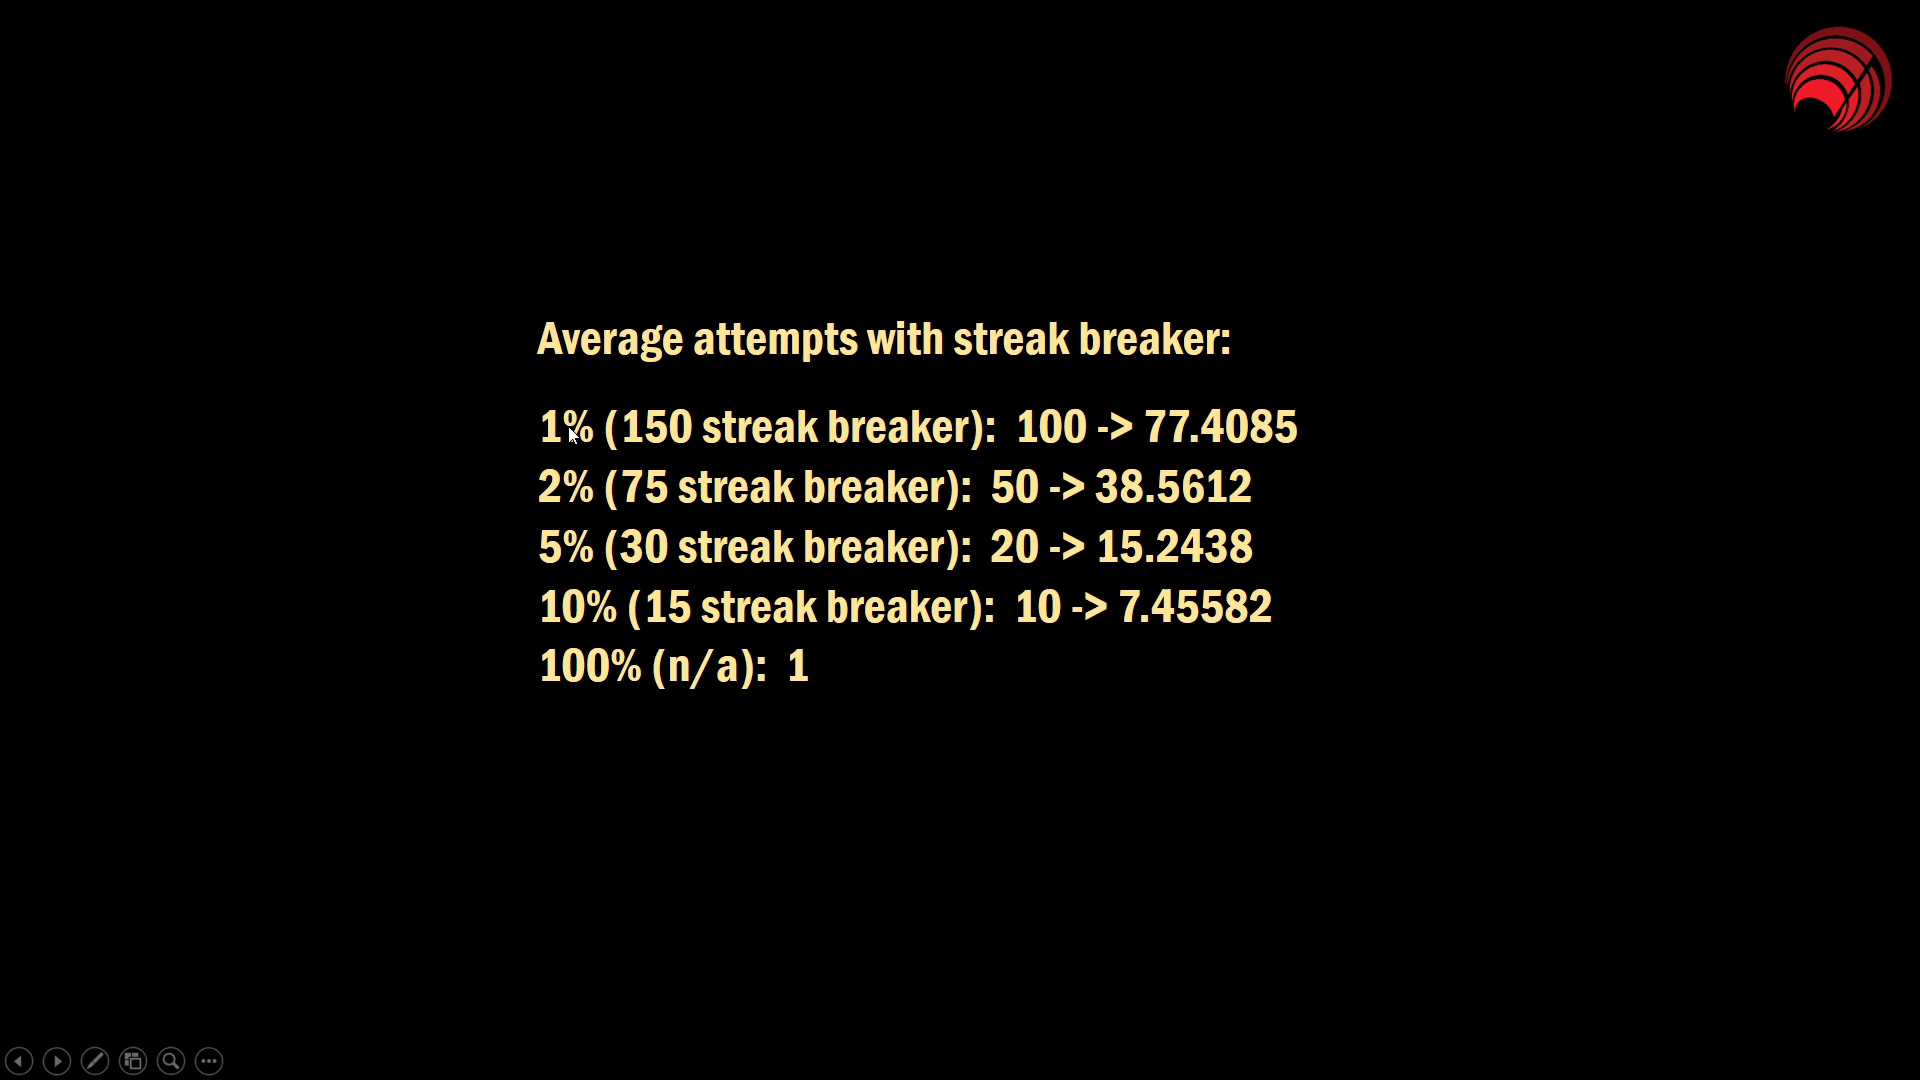 Average attempts with streak breaker:
1% (150 streak breaker): 100 -> 77.4085
2% (75 streak breaker): 50 -> 38.5612
5% (30 streak breaker): 20 -> 15.2438
10% (15 streak breaker): 10 -> 7.45582
100% (n/a): 1